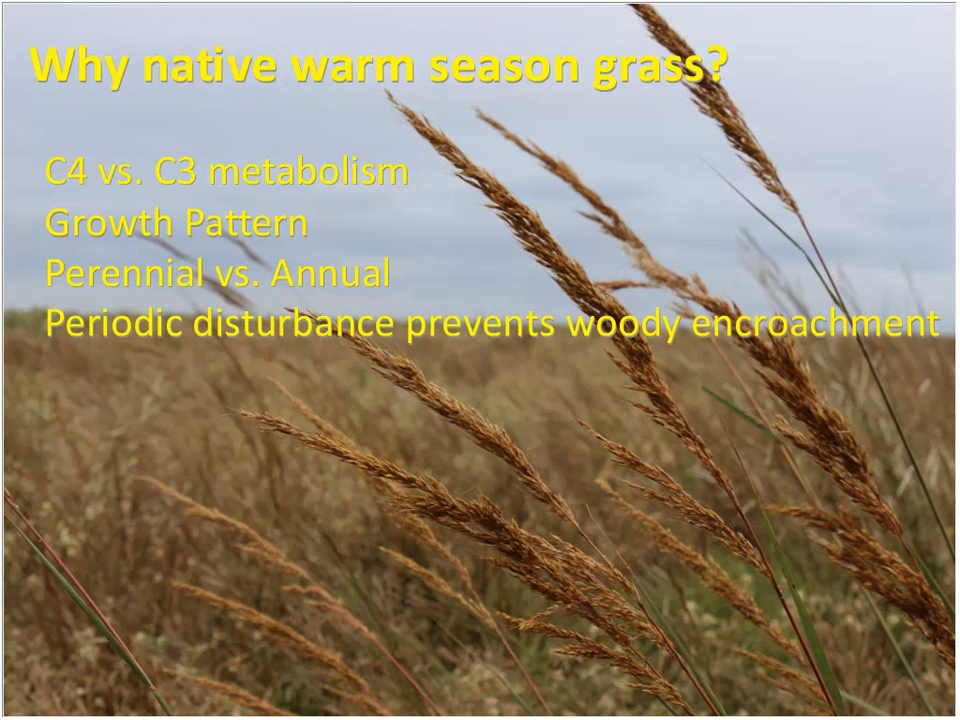 Why native warm season grass?
C4 vs. C3 metabolism
Growth Pattern
Perennial vs. Annual
Periodic disturbance prevents woody encroachment